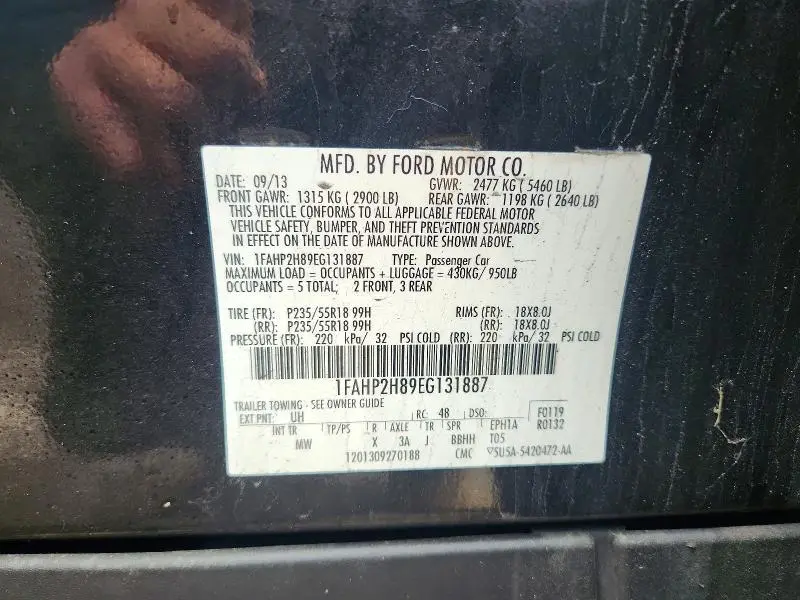 MFD. BY FORD MOTOR CO.
DATE: 09/13 GVWR: 2477 KG ( 5460 LB)
FRONT GAWR: 1315 KG ( 2900 LB) REAR GAWR: 1198 KG ( 2640 LB)
THIS VEHICLE CONFORMS TO ALL APPLICABLE FEDERAL MOTOR
VEHICLE SAFETY, BUMPER, AND THEFT PREVENTION STANDARDS
IN EFFECT ON THE DATE OF MANUFACTURE SHOWN ABOVE.
VIN: 1FAHP2H89EG131887 TYPE: Passenger Car
MAXIMUM LOAD = OCCUPANTS + LUGGAGE = 430KG/ 950LB
OCCUPANTS = 5 TOTAL; 2 FRONT, 3 REAR
TIRE (FR): P235/55R18 99H RIMS (FR): 18X8.0J
(RR): P235/55R18 99H (RR): 18X8.0J
PRESSURE (FR): 220 kPa/ 32 PSI COLD (RR): 220 kPa/ 32 PSI COLD
1FAHP2H89EG131887
TRAILER TOWING - SEE OWNER GUIDE
EXT PNT: UH RC: 48 DSO: F0119
INT TR TP/PS R AXLE TR SPR EPH1A R0132
MW X 3A J BBHH T05
1201309270188 CMC ▽5U5A-5420472-AA